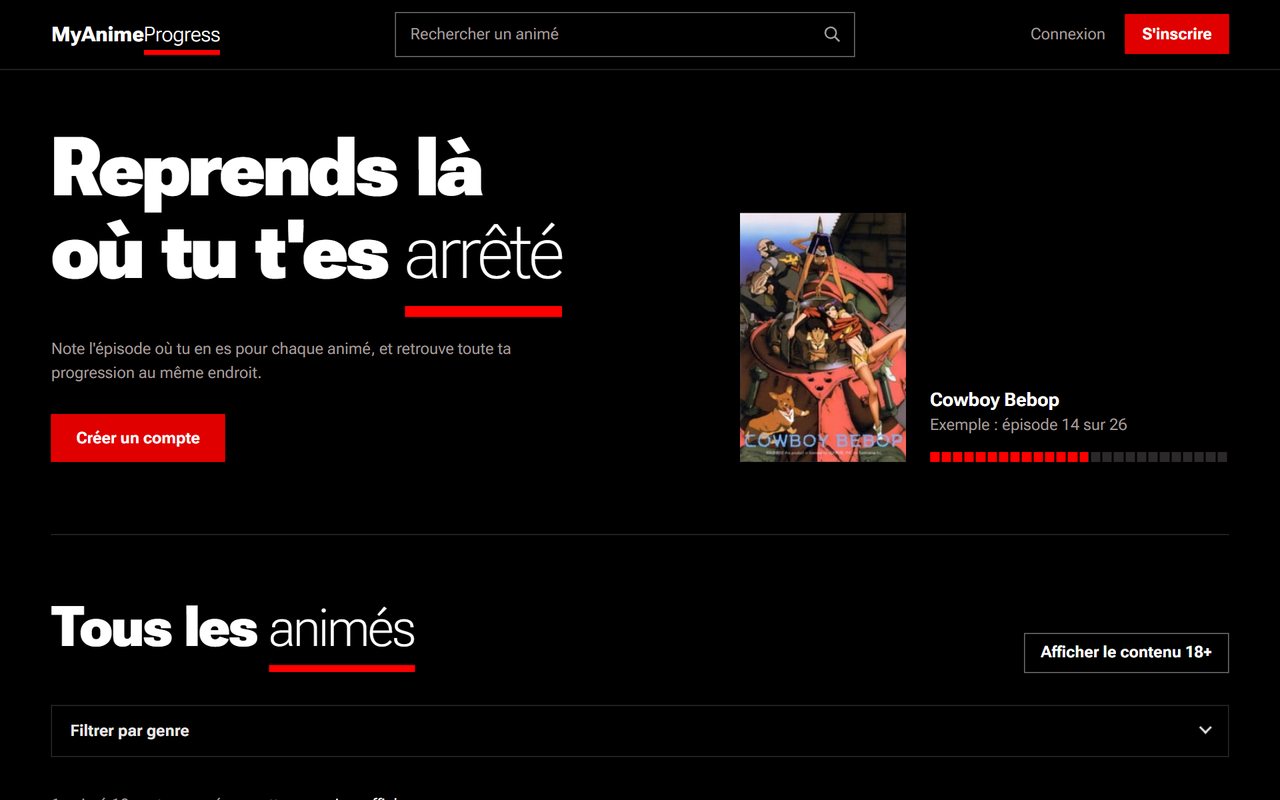 MyAnimeProgress
Rechercher un animé
Connexion
S'inscrire
Reprends là
où tu t'es arrêté
Note l'épisode où tu en es pour chaque animé, et retrouve toute ta
progression au même endroit.
Créer un compte
COWBOY BEBOP
Cowboy Bebop
Exemple : épisode 14 sur 26
Tous les animés
Afficher le contenu 18+
Filtrer par genre